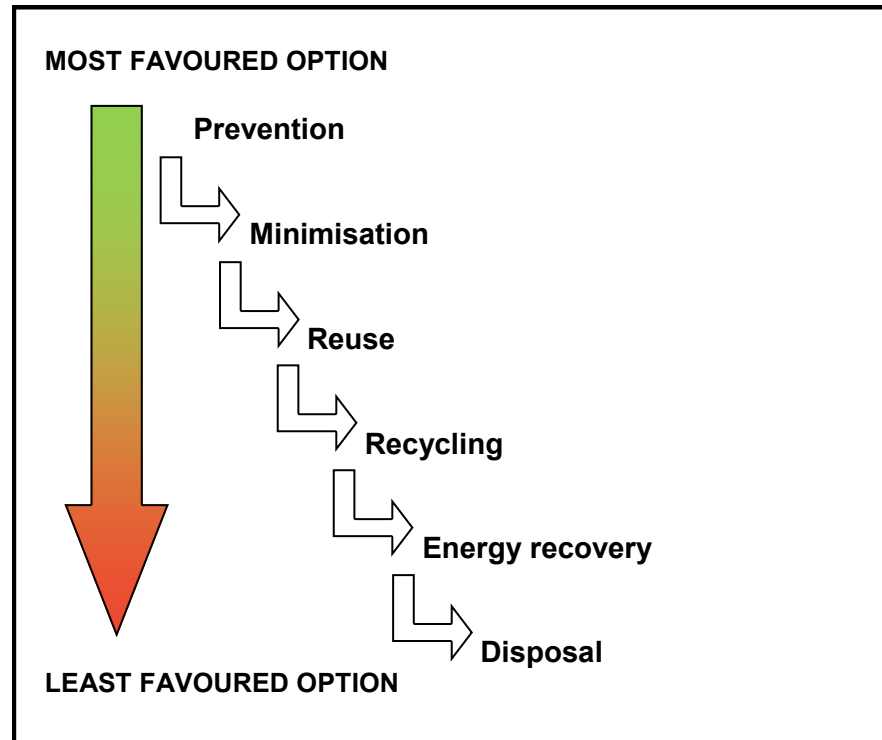 MOST FAVOURED OPTION
Prevention
Minimisation
Reuse
Recycling
Energy recovery
Disposal
LEAST FAVOURED OPTION